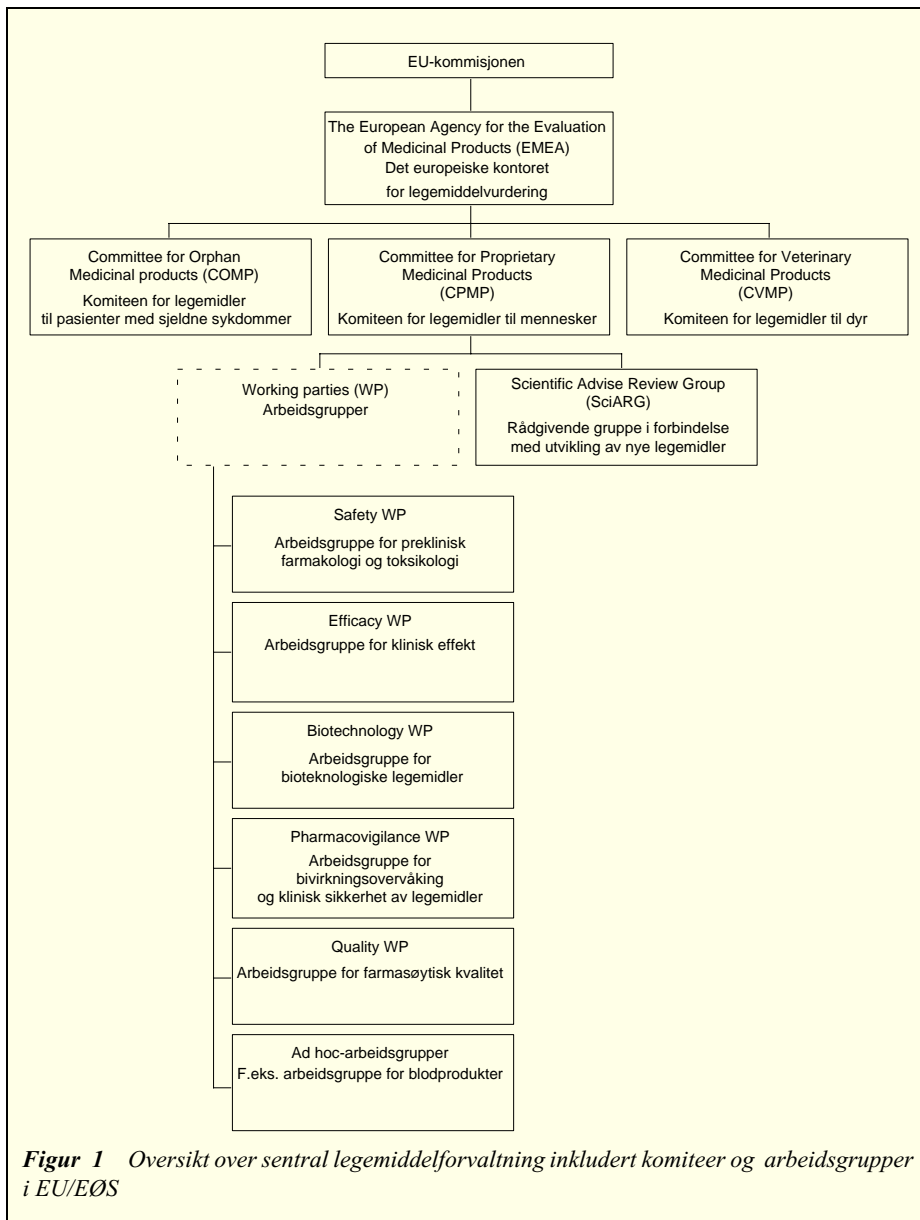 EU-kommisjonen
The European Agency for the Evaluation
of Medicinal Products (EMEA)
Det europeiske kontoret
for legemiddelvurdering
Committee for Orphan
Medicinal products (COMP)
Komiteen for legemidler
til pasienter med sjeldne sykdommer
Committee for Proprietary
Medicinal Products
(CPMP)
Komiteen for legemidler til mennesker
Committee for Veterinary
Medicinal Products
(CVMP)
Komiteen for legemidler til dyr
Working parties (WP)
Arbeidsgrupper
Scientific Advise Review Group
(SciARG)
Rådgivende gruppe i forbindelse
med utvikling av nye legemidler
Safety WP
Arbeidsgruppe for preklinisk
farmakologi og toksikologi
Efficacy WP
Arbeidsgruppe for klinisk effekt
Biotechnology WP
Arbeidsgruppe for
bioteknologiske legemidler
Pharmacovigilance WP
Arbeidsgruppe for
bivirkningsovervåking
og klinisk sikkerhet av legemidler
Quality WP
Arbeidsgruppe for farmasøytisk kvalitet
Ad hoc-arbeidsgrupper
F.eks. arbeidsgruppe for blodprodukter
Figur 1 Oversikt over sentral legemiddelforvaltning inkludert komiteer og arbeidsgrupper
i EU/EØS